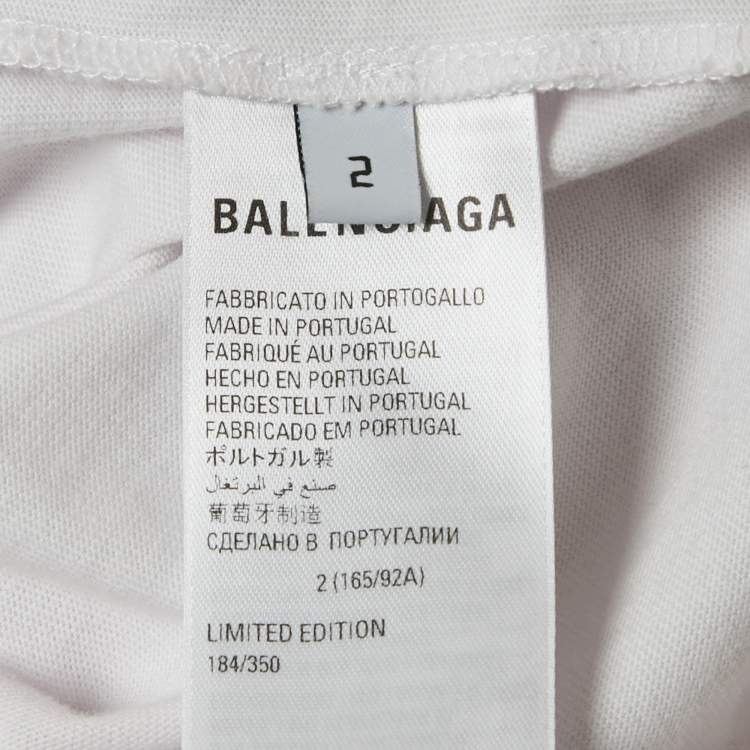 2
BALENCIAGA
FABBRICATO IN PORTOGALLO
MADE IN PORTUGAL
FABRIQUÉ AU PORTUGAL
HECHO EN PORTUGAL
HERGESTELLT IN PORTUGAL
FABRICADO EM PORTUGAL
ポルトガル製
صنع في البرتغال
葡萄牙制造
СДЕЛАНО В ПОРТУГАЛИИ
2 (165/92A)
LIMITED EDITION
184/350